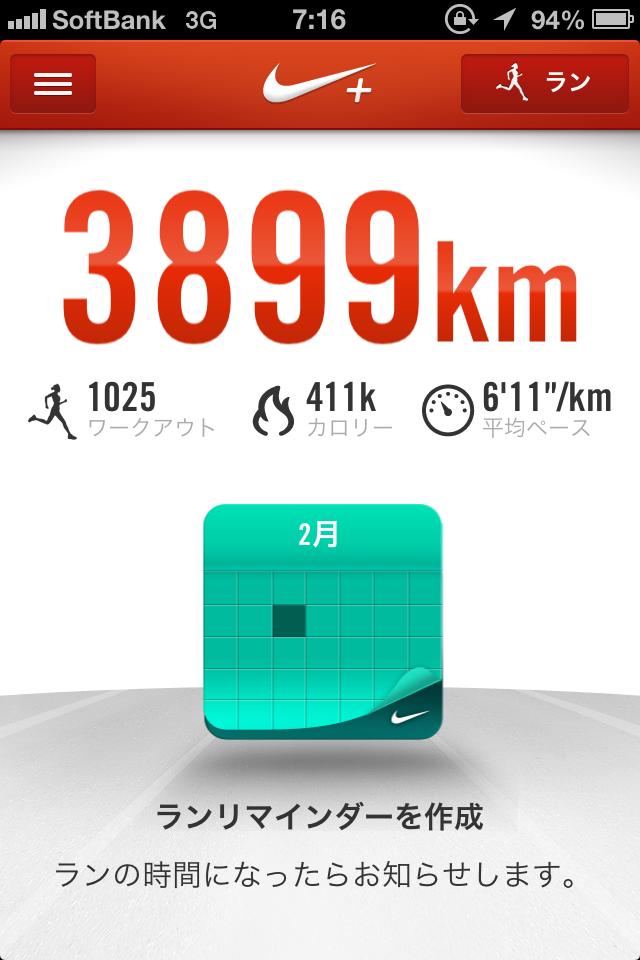 SoftBank 3G 7:16 94%
+ ラン
3899km
1025 411k 6'11"/km
ワークアウト カロリー 平均ペース
2月
ランリマインダーを作成
ランの時間になったらお知らせします。